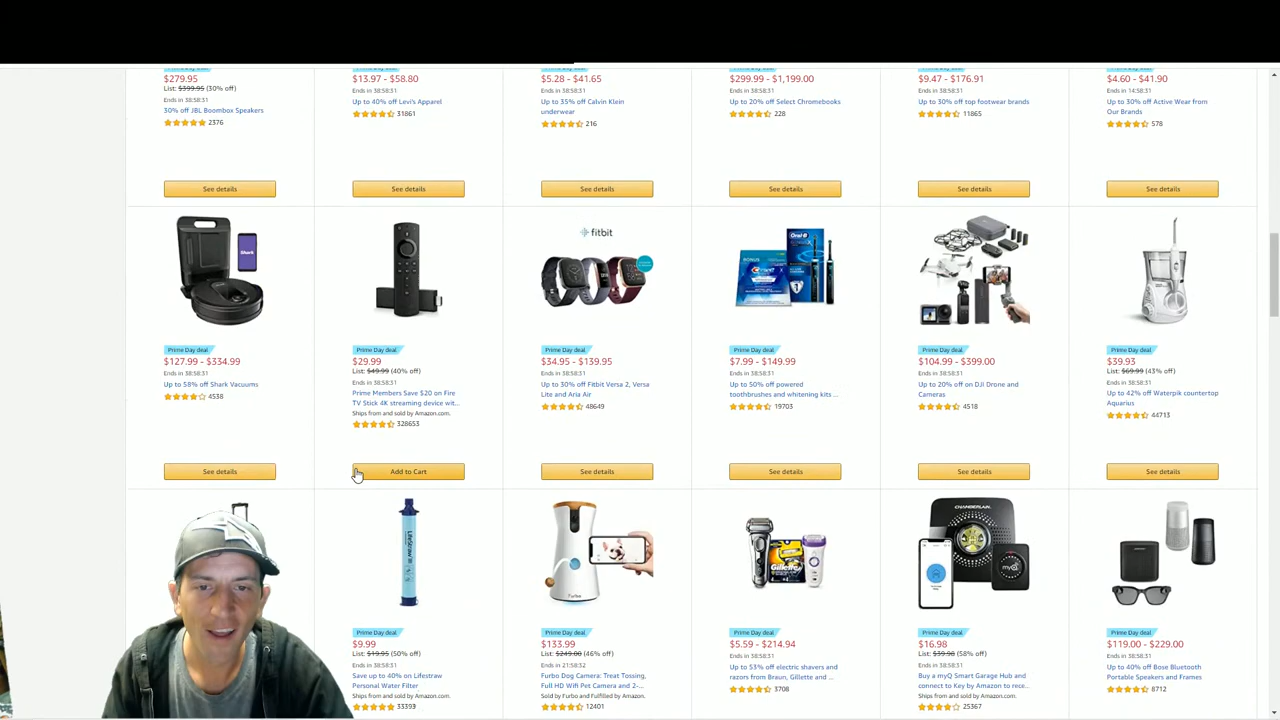 $279.95
List: $399.95 (30% off)
Ends in 38:58:31
30% off JBL Boombox Speakers
2376
See details
$13.97 - $58.80
Ends in 38:58:31
Up to 40% off Levi's Apparel
31861
See details
$5.28 - $41.65
Ends in 38:58:31
Up to 35% off Calvin Klein
underwear
216
See details
$299.99 - $1,199.00
Ends in 38:58:31
Up to 20% off Select Chromebooks
228
See details
$9.47 - $176.91
Ends in 38:58:31
Up to 30% off top footwear brands
11865
See details
$4.60 - $41.90
Ends in 14:58:31
Up to 30% off Active Wear from
Our Brands
578
See details
Shark
Prime Day deal
$127.99 - $334.99
Ends in 38:58:31
Up to 58% off Shark Vacuums
4538
See details
Prime Day deal
$29.99
List: $49.99 (40% off)
Ends in 38:58:31
Prime Members Save $20 on Fire
TV Stick 4K streaming device wit...
Ships from and sold by Amazon.com.
328653
Add to Cart
fitbit
Prime Day deal
$34.95 - $139.95
Ends in 38:58:31
Up to 30% off Fitbit Versa 2, Versa
Lite and Aria Air
48649
See details
Oral-B
BONUS
Crest
Prime Day deal
$7.99 - $149.99
Ends in 38:58:31
Up to 50% off powered
toothbrushes and whitening kits ...
19703
See details
Prime Day deal
$104.99 - $399.00
Ends in 38:58:31
Up to 20% off on DJI Drone and
Cameras
4518
See details
Prime Day deal
$39.93
List: $69.99 (43% off)
Ends in 38:58:31
Up to 42% off Waterpik countertop
Aquarius
44713
See details
LifeStraw
Prime Day deal
$9.99
List: $19.95 (50% off)
Ends in 38:58:31
Save up to 40% on Lifestraw
Personal Water Filter
Ships from and sold by Amazon.com.
33393
Furbo
Prime Day deal
$133.99
List: $249.00 (46% off)
Ends in 21:58:32
Furbo Dog Camera: Treat Tossing,
Full HD Wifi Pet Camera and 2-...
Sold by Furbo and Fulfilled by Amazon.
12401
Gillette
Prime Day deal
$5.59 - $214.94
Ends in 38:58:31
Up to 53% off electric shavers and
razors from Braun, Gillette and ...
3708
CHAMBERLAIN
myQ
Prime Day deal
$16.98
List: $39.98 (58% off)
Ends in 38:58:31
Buy a myQ Smart Garage Hub and
connect to Key by Amazon to rece...
Ships from and sold by Amazon.com.
25367
Prime Day deal
$119.00 - $229.00
Ends in 38:58:31
Up to 40% off Bose Bluetooth
Portable Speakers and Frames
8712